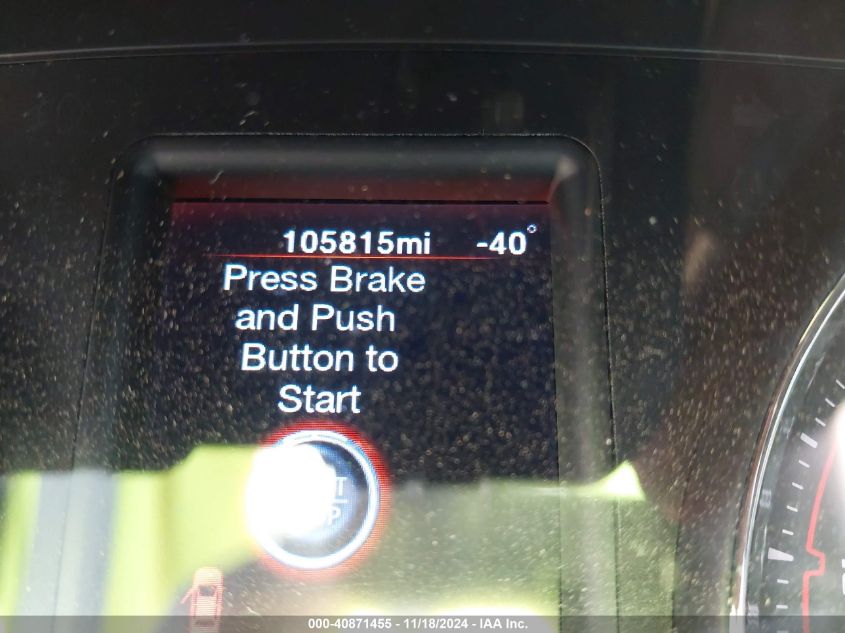 105815mi -40°
Press Brake
and Push
Button to
Start
000-40871455 - 11/18/2024 - IAA Inc.